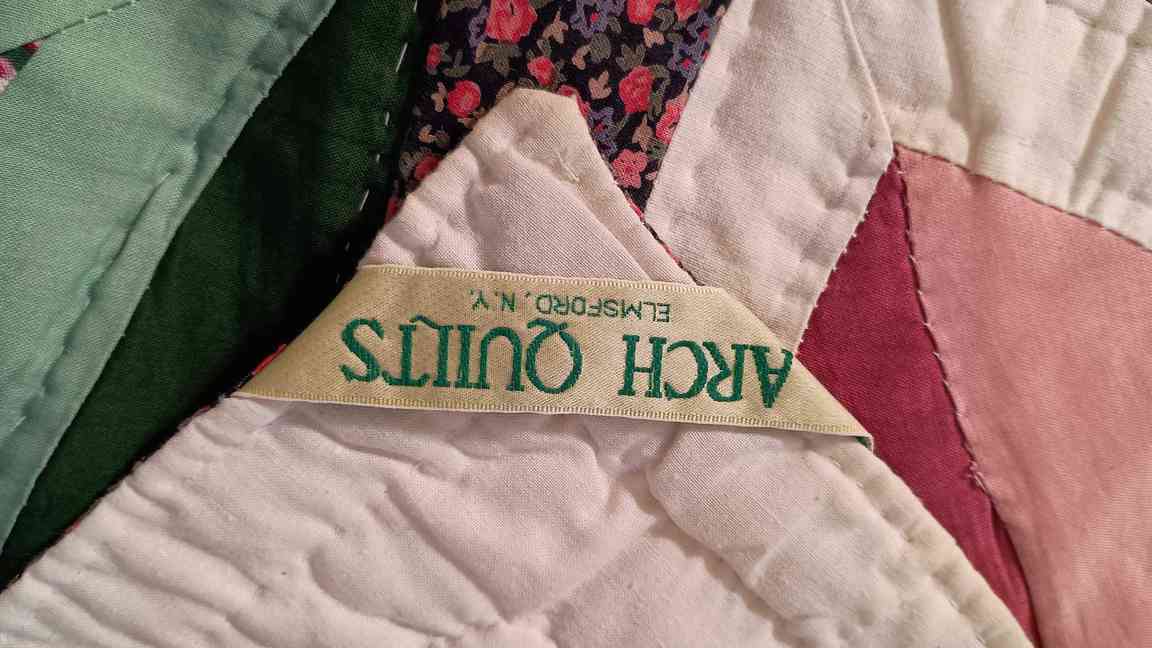 ARCH QUILTS
ELMSFORD, N.Y.